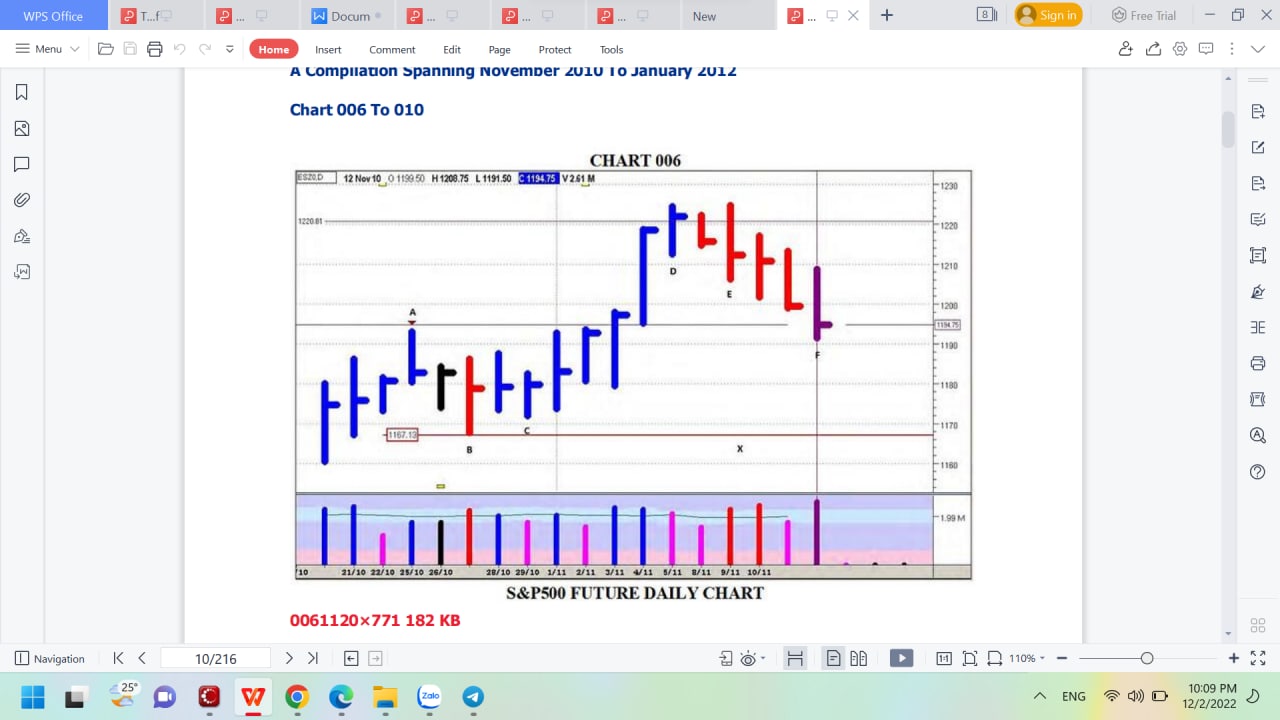 WPS Office
T...f
...
Docum
...
...
...
New
...
8
Sign in
Free Trial
Menu
Home
Insert
Comment
Edit
Page
Protect
Tools
A Compilation Spanning November 2010 To January 2012
Chart 006 To 010
CHART 006
12 Nov 10 O 1199.50 H 1208.75 L 1191.50 C 1194.75 V 2.61 M
1230
1220.81
1220
D
1210
E
A
1200
1194.75
F
1190
1180
C
1170
1167.13
B
X
1160
1.99 M
/10 21/10 22/10 25/10 26/10 28/10 29/10 1/11 2/11 3/11 4/11 5/11 8/11 9/11 10/11
S&P500 FUTURE DAILY CHART
0061120×771 182 KB
Navigation
10/216
1:1
110%
25°
Zalo
ENG
10:09 PM
12/2/2022